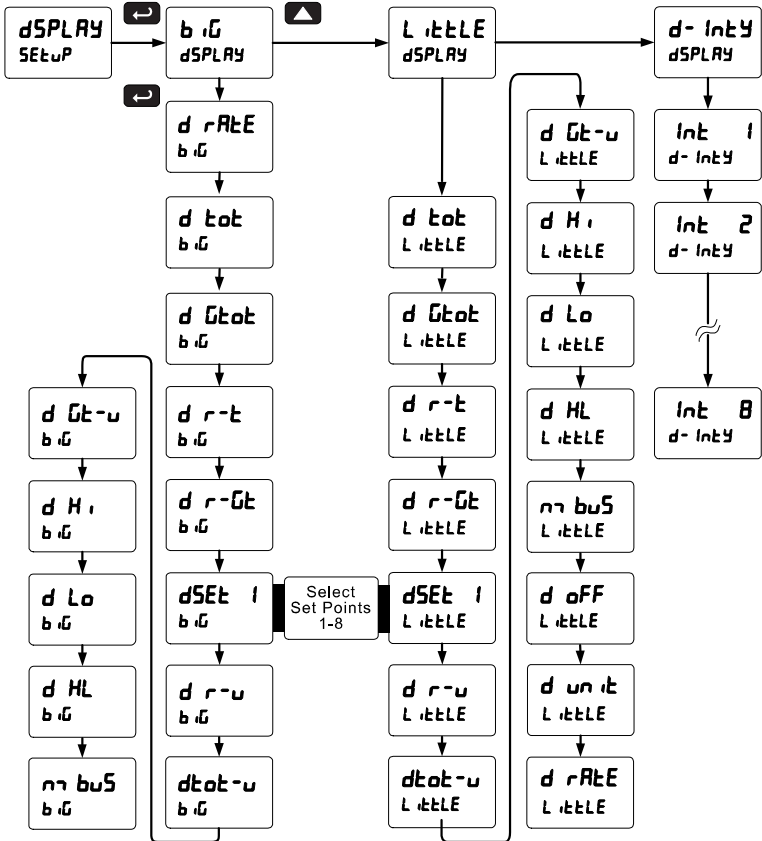 dSPLAY
SEtuP
b iG
dSPLAY
L ittLE
dSPLAY
d- IntY
dSPLAY
d rAtE
b iG
d tot
b iG
d Gtot
b iG
d r-t
b iG
d r-Gt
b iG
dSEt 1
b iG
d r-u
b iG
dtot-u
b iG
d Gt-u
b iG
d Hi
b iG
d Lo
b iG
d HL
b iG
m buS
b iG
Select
Set Points
1-8
d tot
L ittLE
d Gtot
L ittLE
d r-t
L ittLE
d r-Gt
L ittLE
dSEt 1
L ittLE
d r-u
L ittLE
dtot-u
L ittLE
d Gt-u
L ittLE
d Hi
L ittLE
d Lo
L ittLE
d HL
L ittLE
m buS
L ittLE
d oFF
L ittLE
d unit
L ittLE
d rAtE
L ittLE
Int 1
d- IntY
Int 2
d- IntY
Int 8
d- IntY